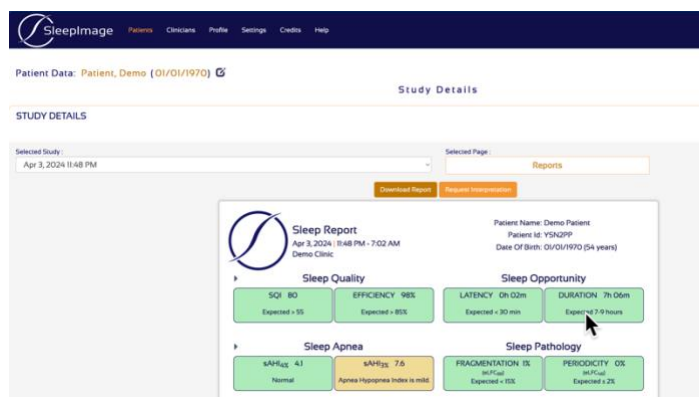 SleepImage Patients Clinicians Profile Settings Credits Help
Patient Data: Patient, Demo (01/01/1970)
Study Details
STUDY DETAILS
Selected Study :
Selected Page :
Apr 3, 2024 11:48 PM
Reports
Download Report
Request Interpretation
Sleep Report
Apr 3, 2024 | 11:48 PM - 7:02 AM
Demo Clinic
Patient Name: Demo Patient
Patient Id: YSN2PP
Date Of Birth: 01/01/1970 (54 years)
Sleep Quality
SQI 80
Expected > 55
EFFICIENCY 98%
Expected > 85%
Sleep Opportunity
LATENCY 0h 02m
Expected < 30 min
DURATION 7h 06m
Expected 7-9 hours
Sleep Apnea
sAHI4% 4.1
Normal
sAHI3% 7.6
Apnea Hypopnea Index is mild.
Sleep Pathology
FRAGMENTATION 1%
(eLFCBB)
Expected < 15%
PERIODICITY 0%
(eLFCNB)
Expected ≤ 2%